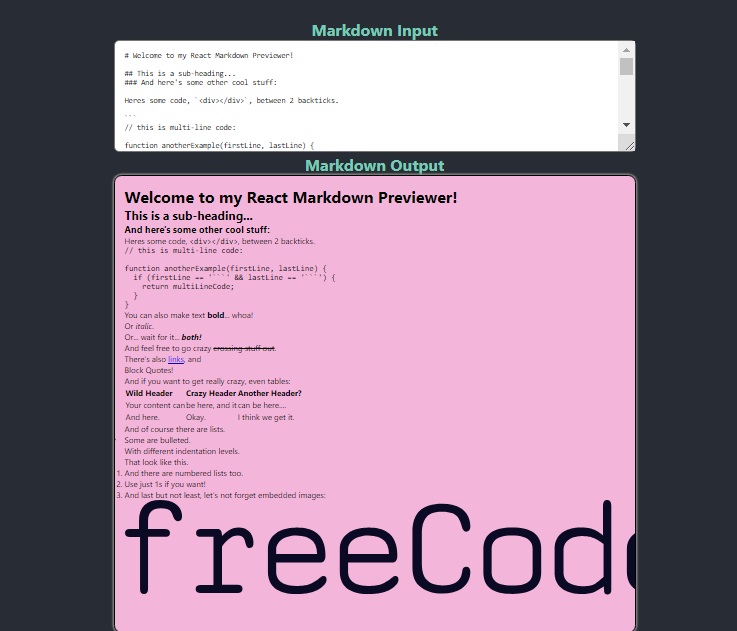 Markdown Input
# Welcome to my React Markdown Previewer!
## This is a sub-heading...
### And here's some other cool stuff:
Heres some code, `<div></div>`, between 2 backticks.
```
// this is multi-line code:
function anotherExample(firstLine, lastLine) {
Markdown Output
Welcome to my React Markdown Previewer!
This is a sub-heading...
And here's some other cool stuff:
Heres some code, <div></div>, between 2 backticks.
// this is multi-line code:
function anotherExample(firstLine, lastLine) {
if (firstLine == '```' && lastLine == '```') {
return multiLineCode;
}
}
You can also make text bold... whoa!
Or italic.
Or... wait for it... both!
And feel free to go crazy crossing stuff out.
There's also links, and
Block Quotes!
And if you want to get really crazy, even tables:
Wild Header Crazy Header Another Header?
Your content can be here, and it can be here....
And here. Okay. I think we get it.
And of course there are lists.
Some are bulleted.
With different indentation levels.
That look like this.
1. And there are numbered lists too.
2. Use just 1s if you want!
3. And last but not least, let's not forget embedded images:
freeCod